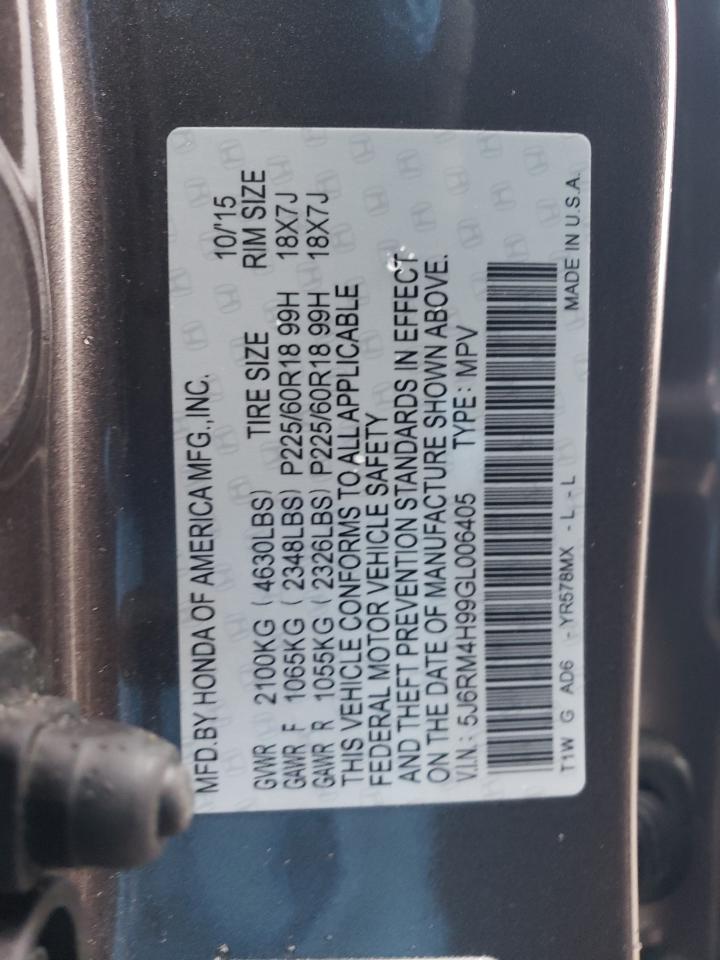 MFD.BY HONDA OF AMERICA MFG.,INC. 10/'15
GVWR 2100KG ( 4630LBS) TIRE SIZE RIM SIZE
GAWR F 1065KG ( 2348LBS) P225/60R18 99H 18X7J
GAWR R 1055KG ( 2326LBS) P225/60R18 99H 18X7J
THIS VEHICLE CONFORMS TO ALL APPLICABLE
FEDERAL MOTOR VEHICLE SAFETY
AND THEFT PREVENTION STANDARDS IN EFFECT
ON THE DATE OF MANUFACTURE SHOWN ABOVE.
V.I.N.: 5J6RM4H99GL006405 TYPE: MPV
T1W G AD6 - YR578MX - L - L MADE IN U.S.A.